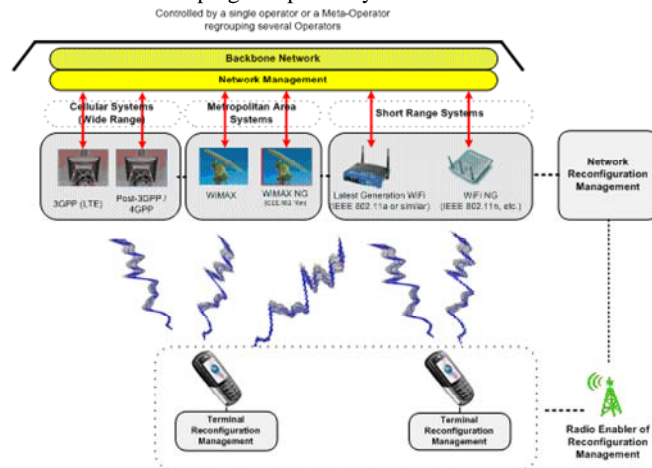 Controlled by a single operator or a Meta-Operator
regrouping several Operators
Backbone Network
Network Management
Cellular Systems
(Wide Range)
Metropolitan Area
Systems
Short Range Systems
3GPP (LTE)
Post-3GPP /
4GPP
WiMAX
WiMAX NG
Latest Generation WiFi
(IEEE 802.11a or similar)
WiFi NG
(IEEE 802.11n, etc.)
Network
Reconfiguration
Management
Terminal
Reconfiguration
Management
Terminal
Reconfiguration
Management
Radio Enabler of
Reconfiguration
Management